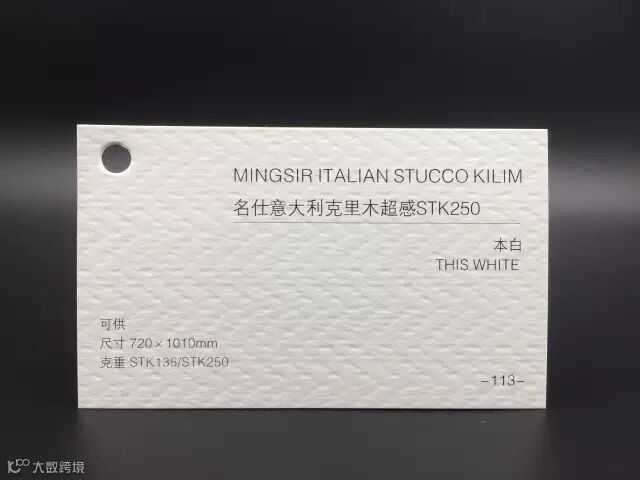 MINGSIR ITALIAN STUCCO KILIM
名仕意大利克里木超感STK250
本白
THIS WHITE
可供
尺寸 720×1010mm
克重 STK135/STK250
-113-
大数跨境